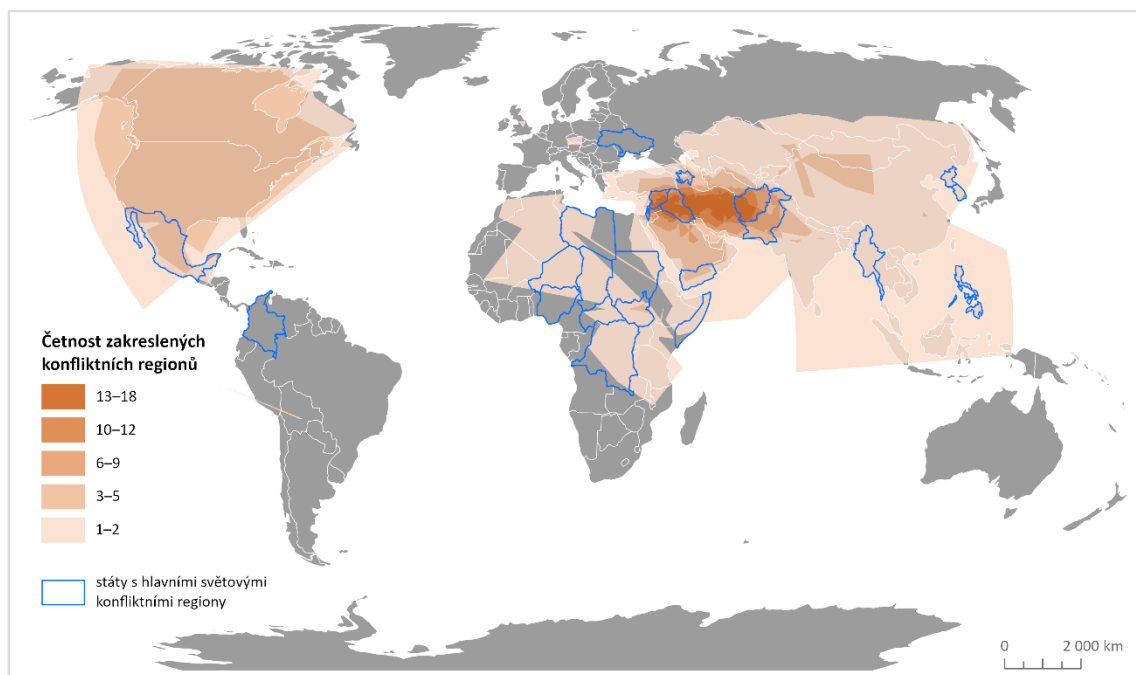 Četnost zakreslených
konfliktních regionů
13–18
10–12
6–9
3–5
1–2
státy s hlavními světovými
konfliktními regiony
0 2 000 km